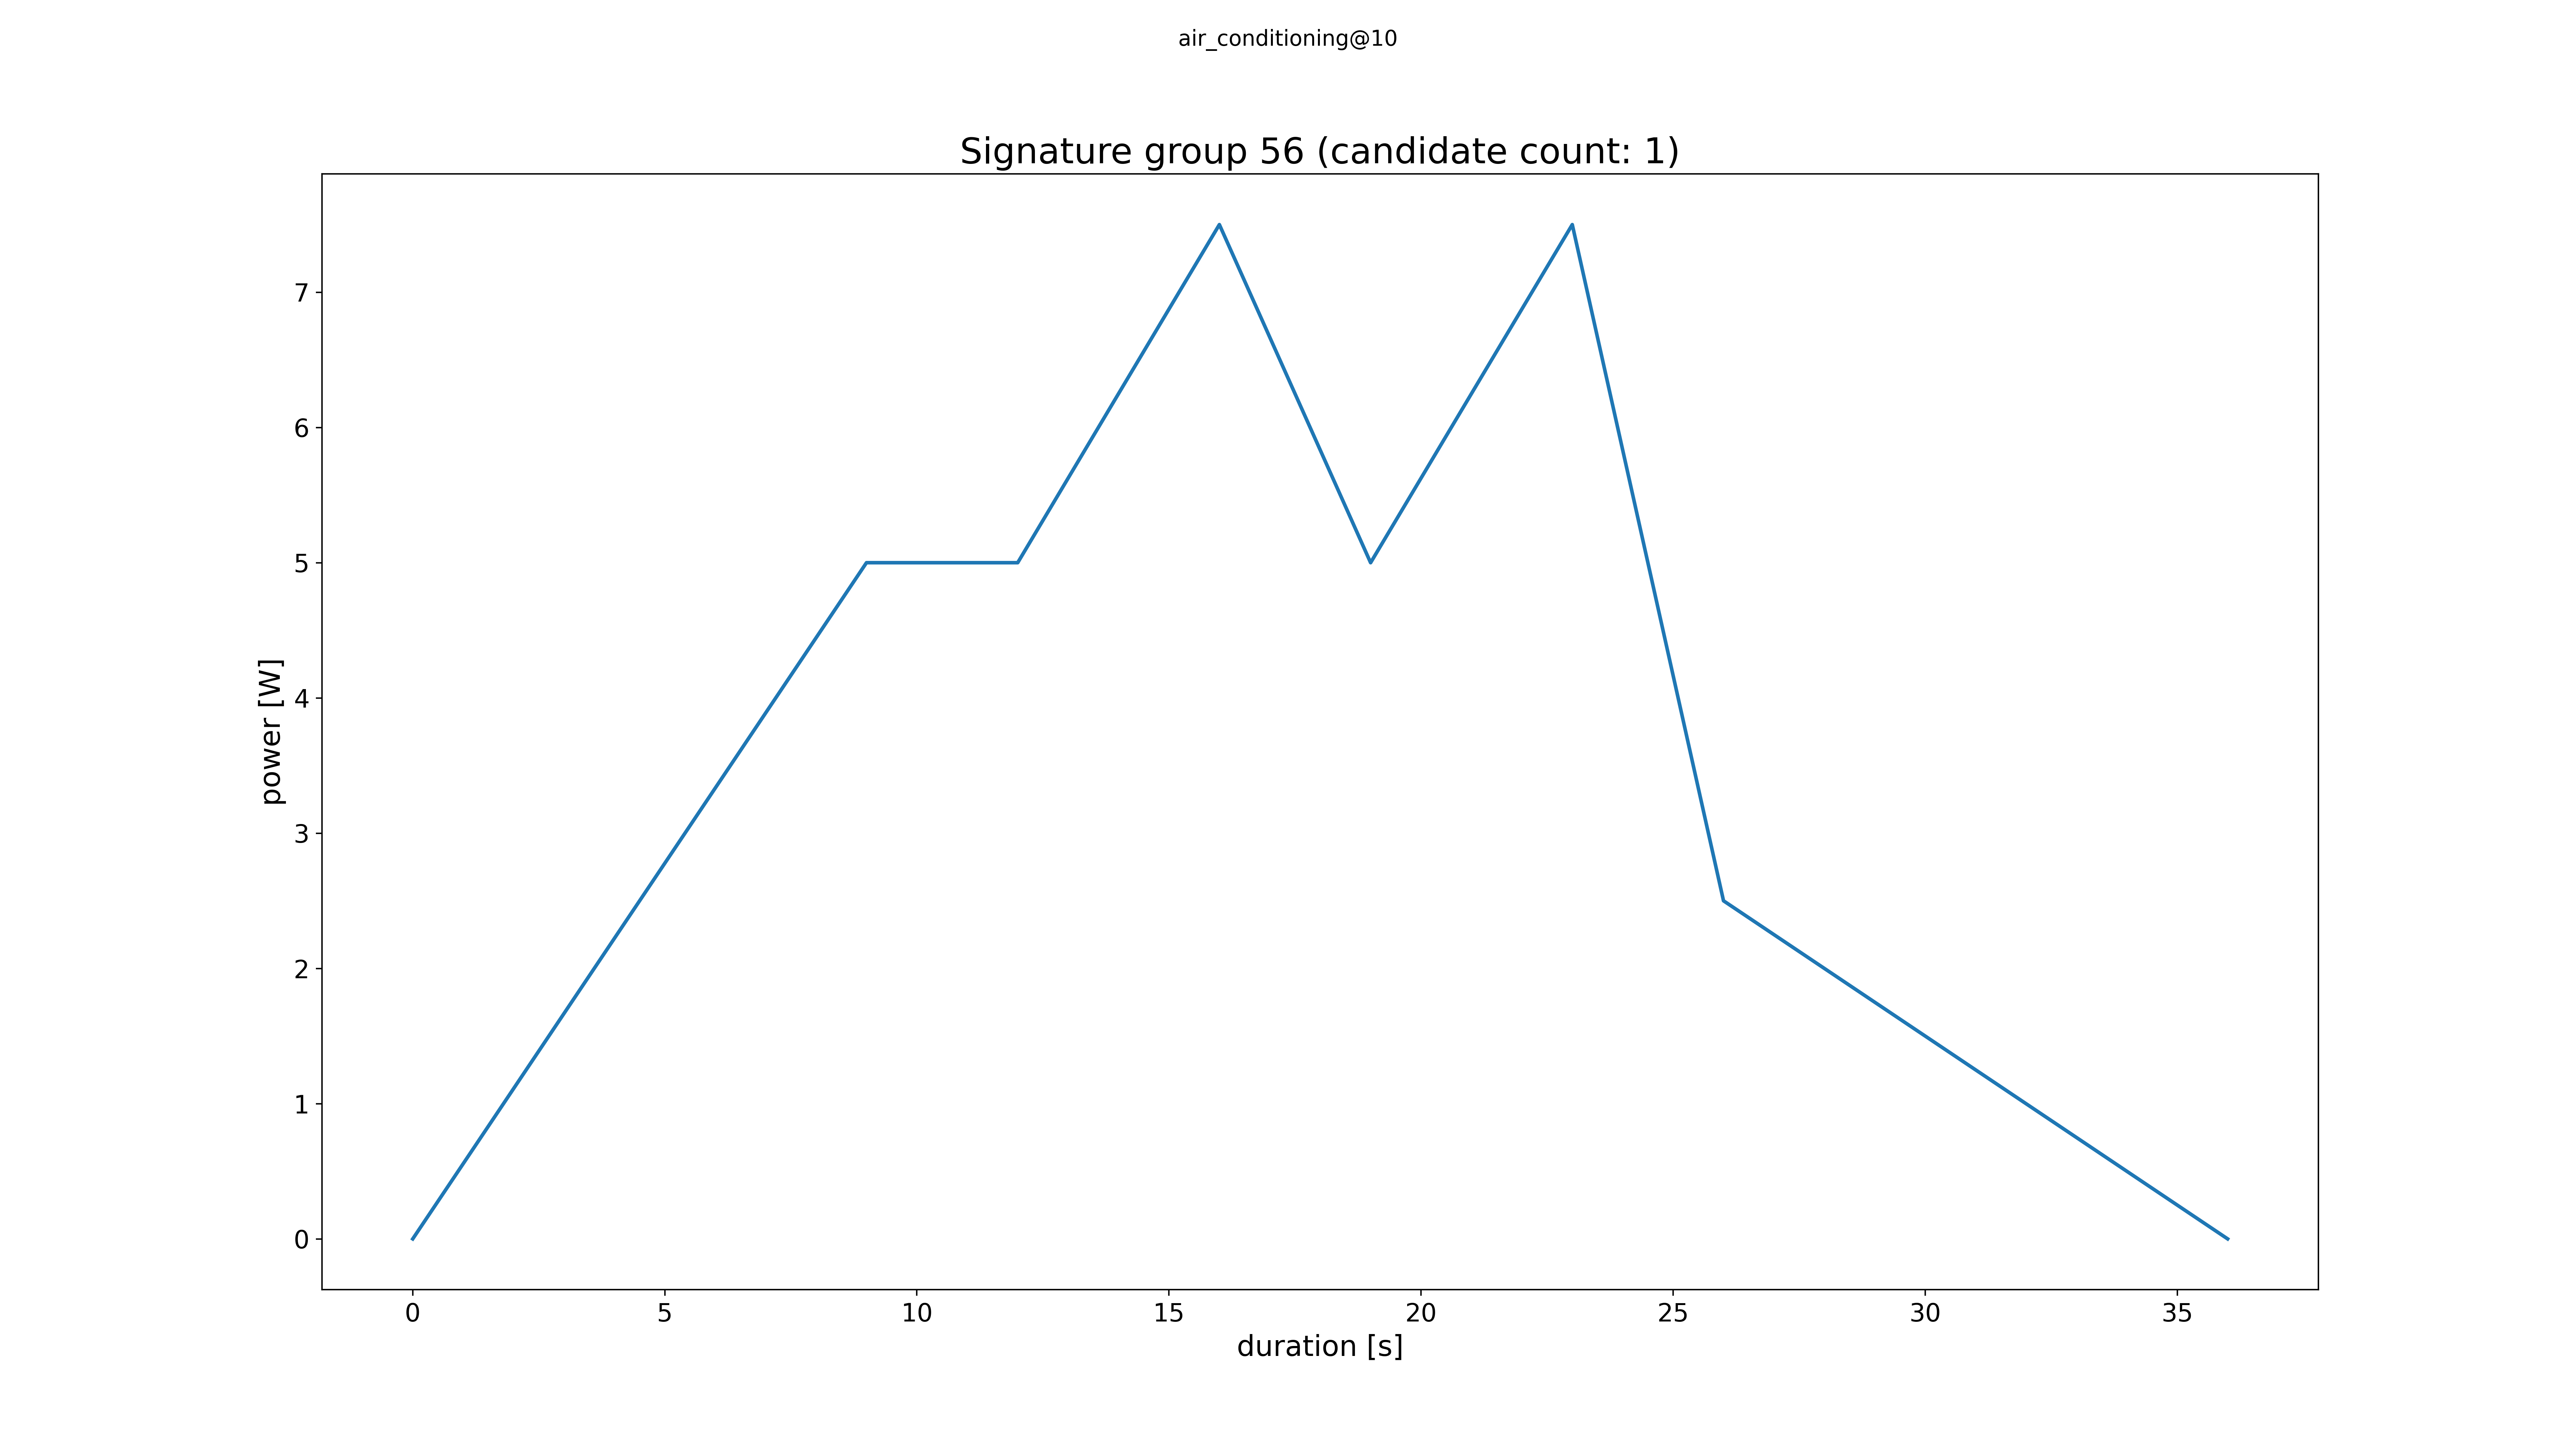 air_conditioning@10
Signature group 56 (candidate count: 1)
power [W]
7
6
5
4
3
2
1
0
0 5 10 15 20 25 30 35
duration [s]